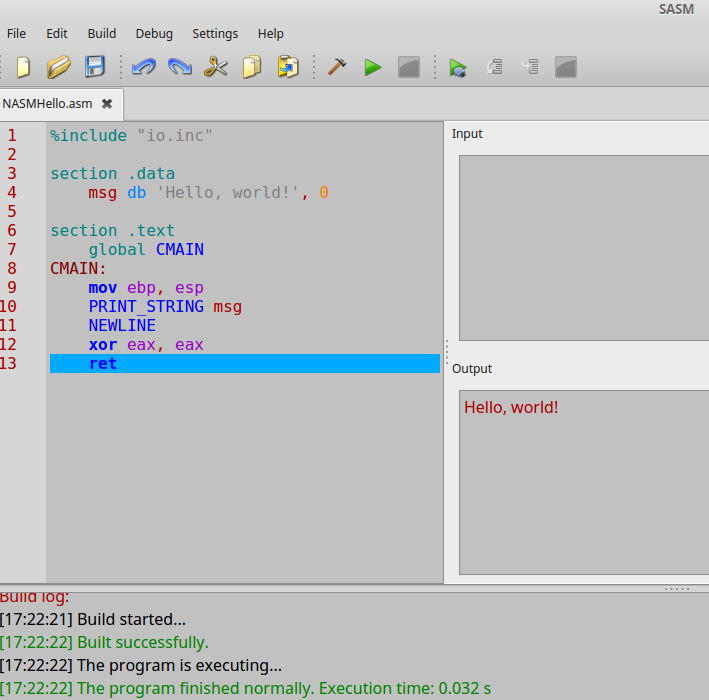 SASM
File Edit Build Debug Settings Help
NASMHello.asm
1 %include "io.inc"
2
3 section .data
4 msg db 'Hello, world!', 0
5
6 section .text
7 global CMAIN
8 CMAIN:
9 mov ebp, esp
10 PRINT_STRING msg
11 NEWLINE
12 xor eax, eax
13 ret
Input
Output
Hello, world!
Build log:
[17:22:21] Build started...
[17:22:22] Built successfully.
[17:22:22] The program is executing...
[17:22:22] The program finished normally. Execution time: 0.032 s